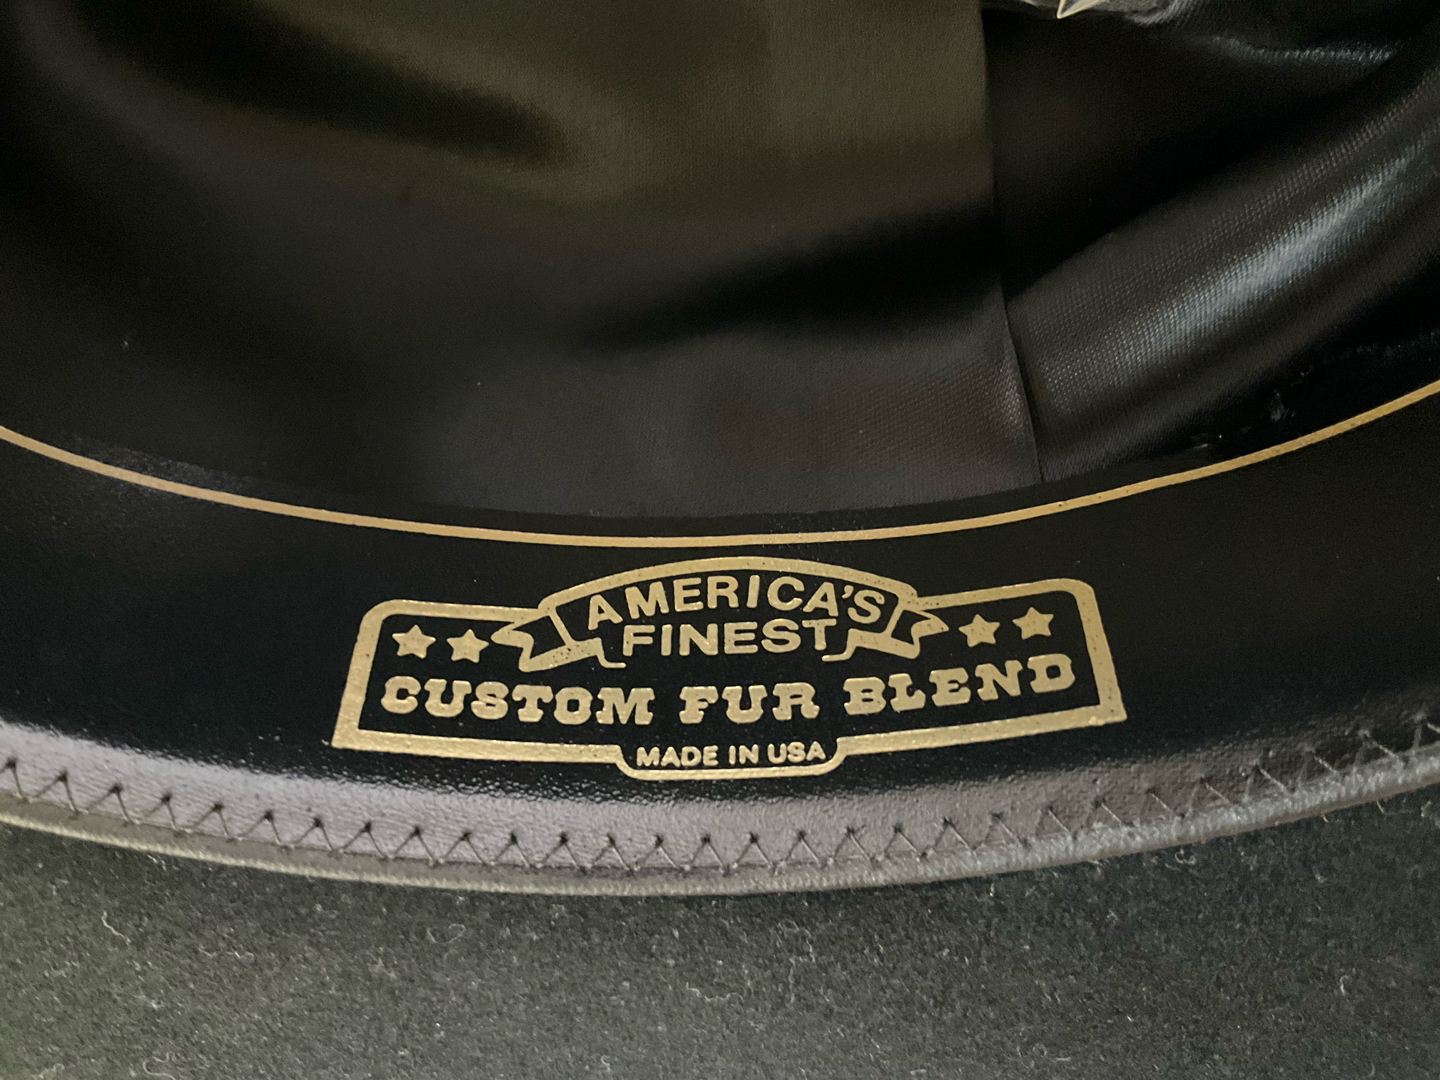 AMERICA'S
FINEST
CUSTOM FUR BLEND
MADE IN USA